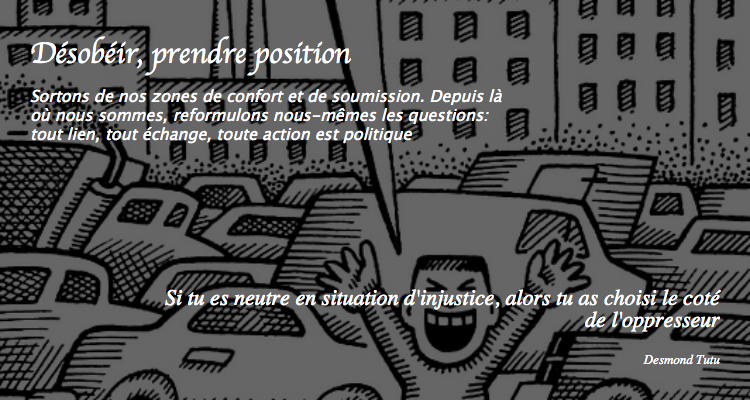 Désobéir, prendre position
Sortons de nos zones de confort et de soumission. Depuis là
où nous sommes, reformulons nous-mêmes les questions:
tout lien, tout échange, toute action est politique
Si tu es neutre en situation d'injustice, alors tu as choisi le coté
de l'oppresseur
Desmond Tutu